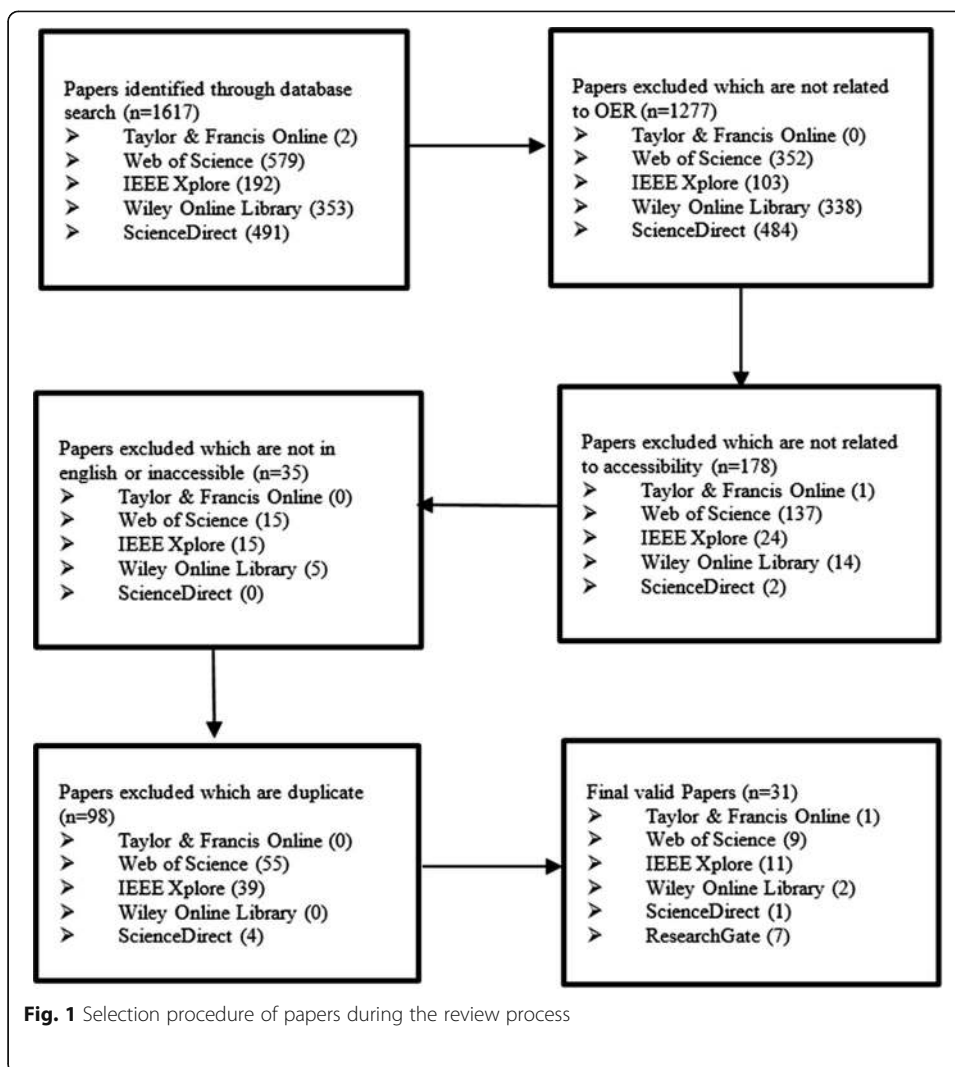 Papers identified through database
search (n=1617)
➤ Taylor & Francis Online (2)
➤ Web of Science (579)
➤ IEEE Xplore (192)
➤ Wiley Online Library (353)
➤ ScienceDirect (491)
Papers excluded which are not related
to OER (n=1277)
➤ Taylor & Francis Online (0)
➤ Web of Science (352)
➤ IEEE Xplore (103)
➤ Wiley Online Library (338)
➤ ScienceDirect (484)
Papers excluded which are not related
to accessibility (n=178)
➤ Taylor & Francis Online (1)
➤ Web of Science (137)
➤ IEEE Xplore (24)
➤ Wiley Online Library (14)
➤ ScienceDirect (2)
Papers excluded which are not in
english or inaccessible (n=35)
➤ Taylor & Francis Online (0)
➤ Web of Science (15)
➤ IEEE Xplore (15)
➤ Wiley Online Library (5)
➤ ScienceDirect (0)
Papers excluded which are duplicate
(n=98)
➤ Taylor & Francis Online (0)
➤ Web of Science (55)
➤ IEEE Xplore (39)
➤ Wiley Online Library (0)
➤ ScienceDirect (4)
Final valid Papers (n=31)
➤ Taylor & Francis Online (1)
➤ Web of Science (9)
➤ IEEE Xplore (11)
➤ Wiley Online Library (2)
➤ ScienceDirect (1)
➤ ResearchGate (7)
Fig. 1 Selection procedure of papers during the review process